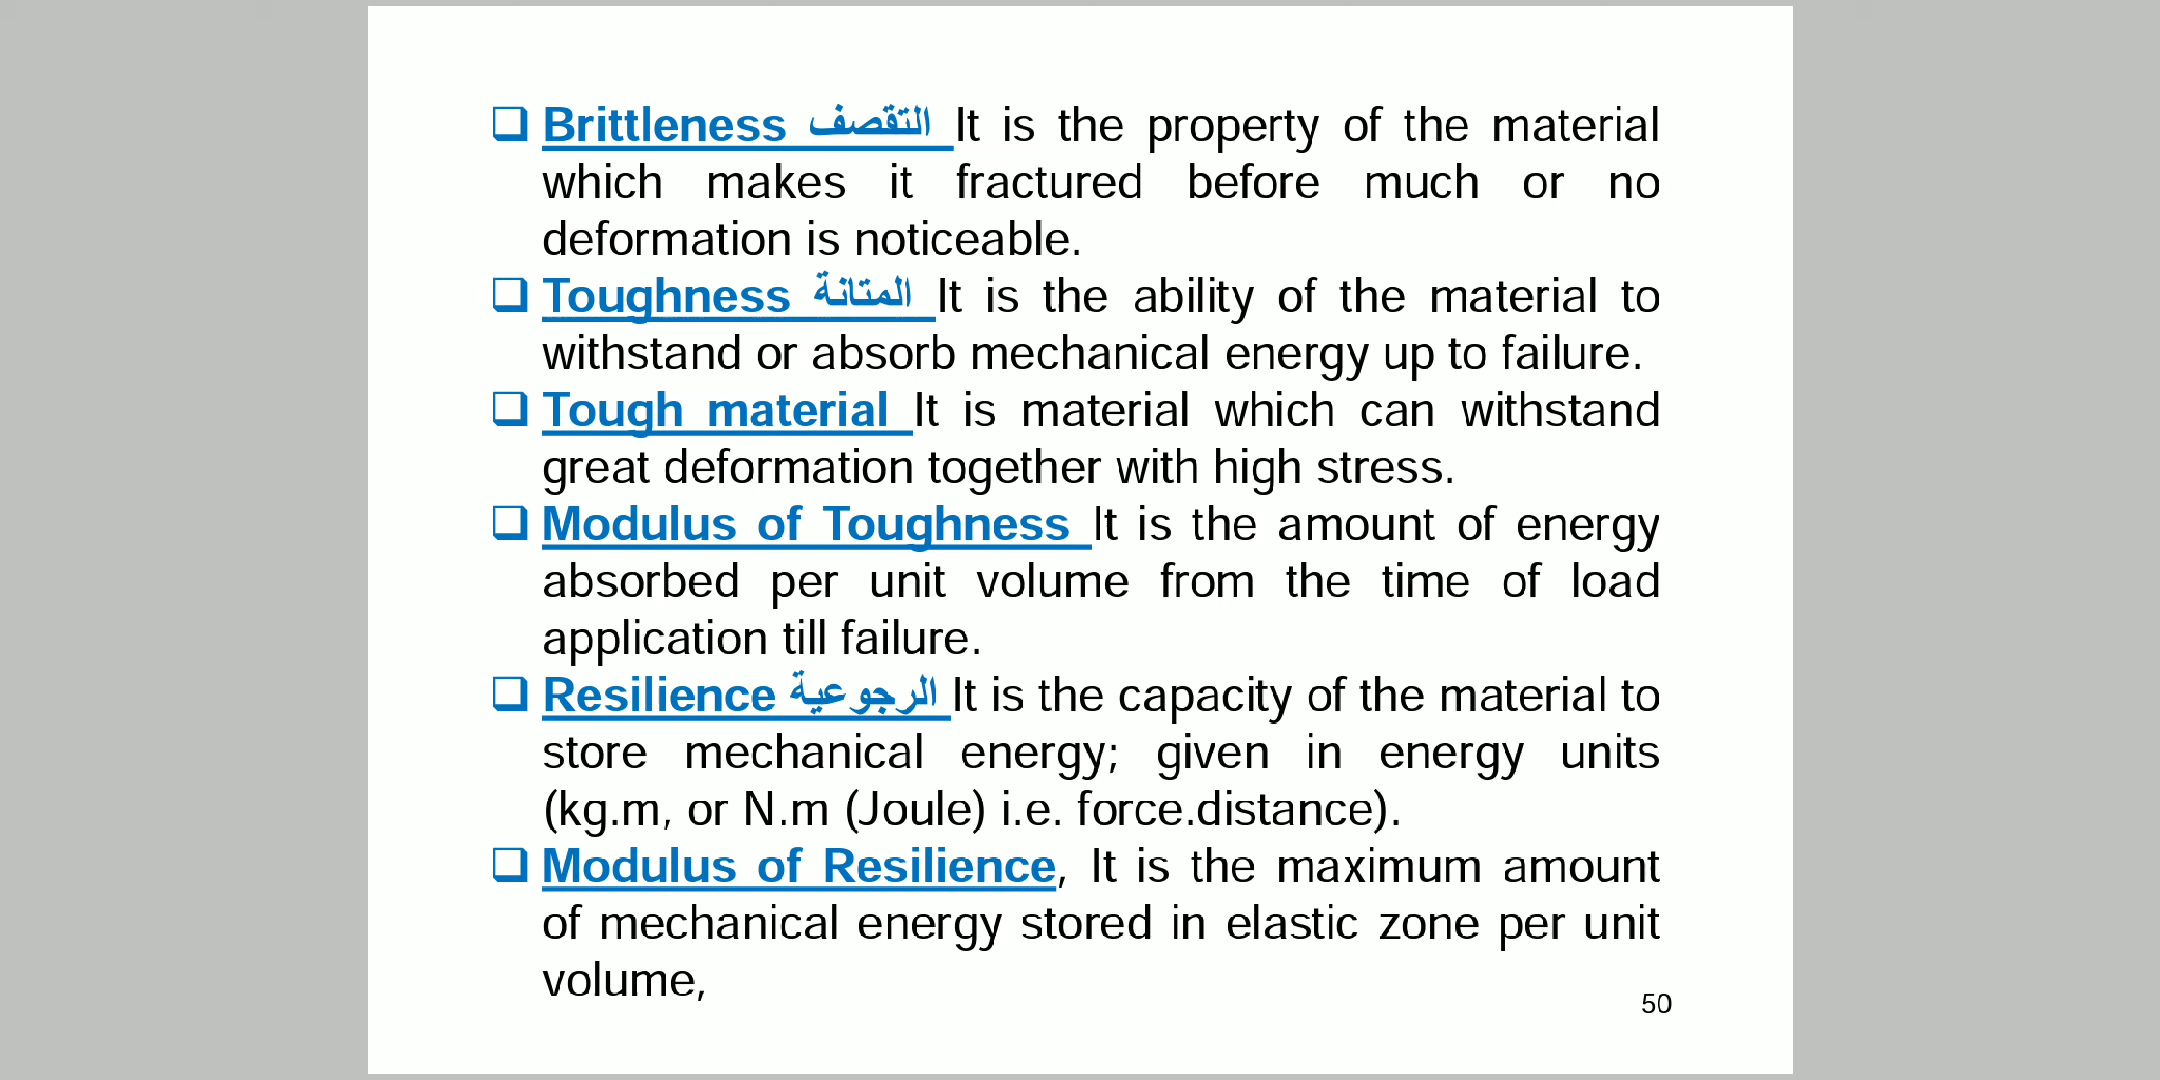 ❑ Brittleness التقصف It is the property of the material
which makes it fractured before much or no
deformation is noticeable.
❑ Toughness المتانة It is the ability of the material to
withstand or absorb mechanical energy up to failure.
❑ Tough material It is material which can withstand
great deformation together with high stress.
❑ Modulus of Toughness It is the amount of energy
absorbed per unit volume from the time of load
application till failure.
❑ Resilience الرجوعية It is the capacity of the material to
store mechanical energy; given in energy units
(kg.m, or N.m (Joule) i.e. force.distance).
❑ Modulus of Resilience, It is the maximum amount
of mechanical energy stored in elastic zone per unit
volume,
50